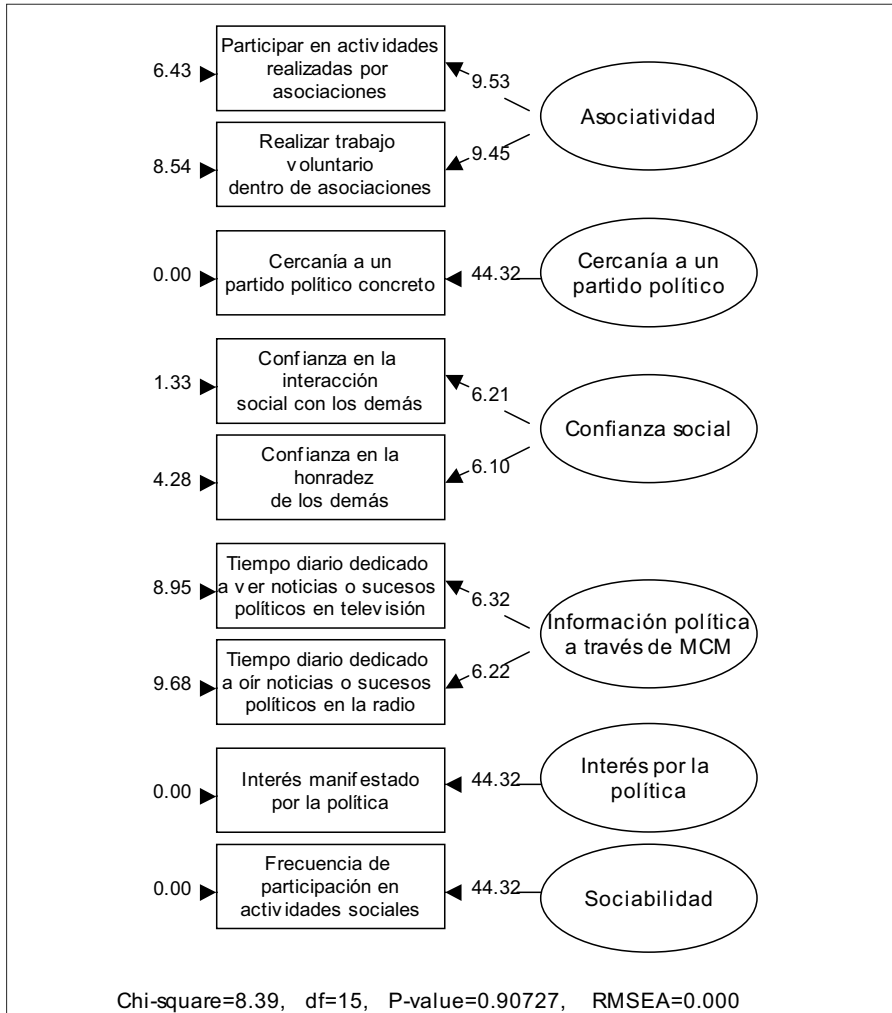 Participar en actividades
realizadas por
asociaciones
6.43
9.53
Asociatividad
Realizar trabajo
voluntario
dentro de asociaciones
8.54
9.45
Cercanía a un
partido político concreto
0.00
44.32
Cercanía a un
partido político
Confianza en la
interacción
social con los demás
1.33
6.21
Confianza social
Confianza en la
honradez
de los demás
4.28
6.10
Tiempo diario dedicado
a ver noticias o sucesos
políticos en televisión
8.95
6.32
Información política
a través de MCM
Tiempo diario dedicado
a oír noticias o sucesos
políticos en la radio
9.68
6.22
Interés manifestado
por la política
0.00
44.32
Interés por la
política
Frecuencia de
participación en
actividades sociales
0.00
44.32
Sociabilidad
Chi-square=8.39, df=15, P-value=0.90727, RMSEA=0.000